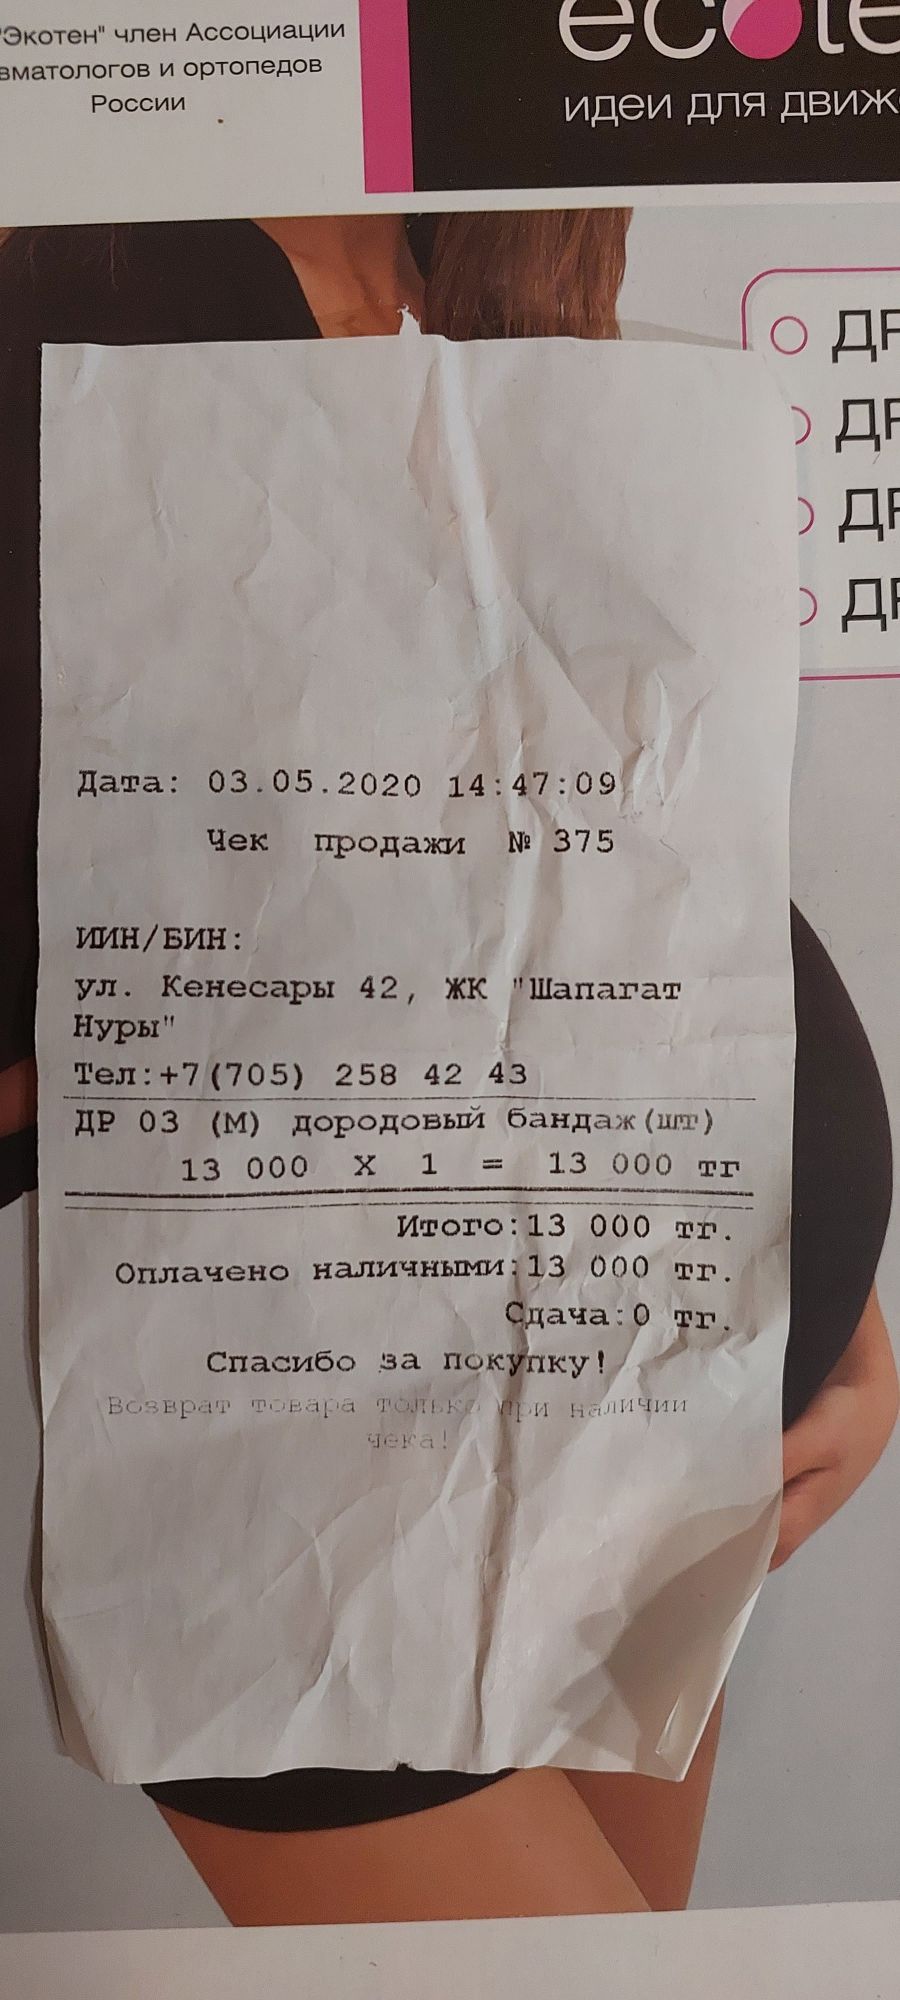 "Экотен" член Ассоциации
ортопедов
и
России
идеи для
ДР
ДР
ДР
ДР
Дата: 03.05.2020 14:47:09
Чек продажи № 375
ИИН/БИН:
ул. Кенесары 42, ЖК "Шапагат
Нуры"
Тел:+7(705) 258 42 43
ДР 03 (М) дородовый бандаж(шт)
13 000 X 1 = 13 000 тг
Итого:13 000 тг.
Оплачено наличными:13 000 тг.
Сдача:0 тг.
Спасибо за покупку!
Возврат товара только при наличии
чека!